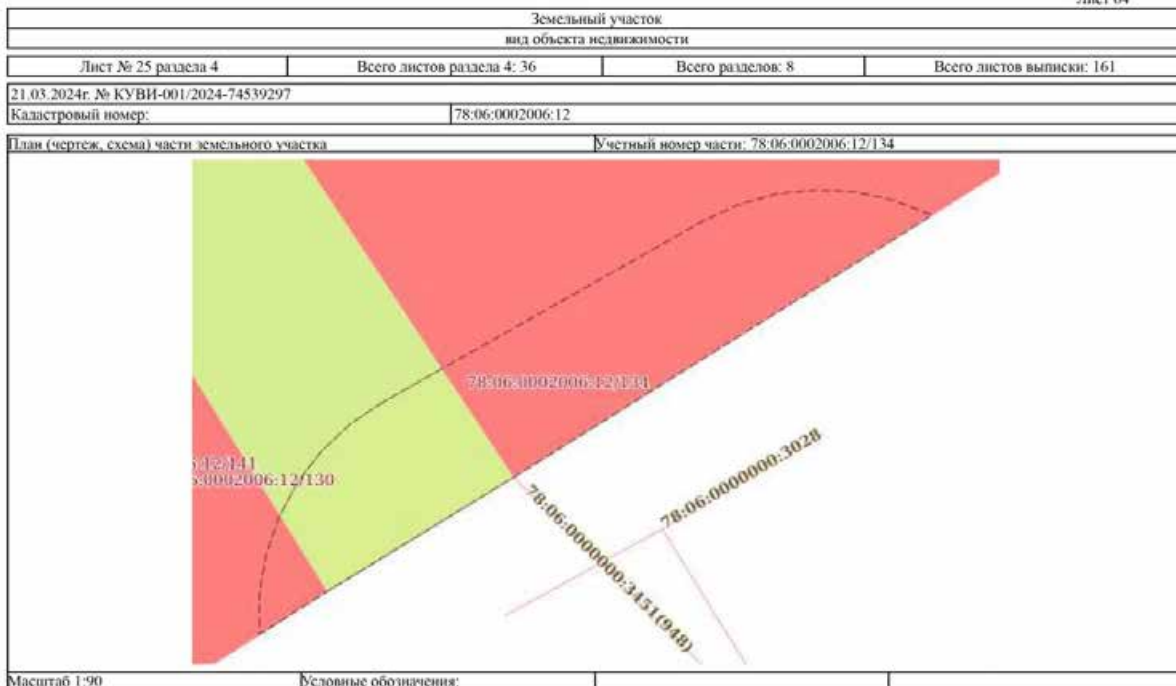 Лист 64
Земельный участок
вид объекта недвижимости
Лист № 25 раздела 4 Всего листов раздела 4: 36 Всего разделов: 8 Всего листов выписки: 161
21.03.2024г. № КУВИ-001/2024-74539297
Кадастровый номер: 78:06:0002006:12
План (чертеж, схема) части земельного участка Учетный номер части: 78:06:0002006:12/134
78:06:0002006:12/134
78:06:0000000:3028
:12/141
:0002006:12/130
78:06:0000000:3451(948)
Масштаб 1:90 Условные обозначения: